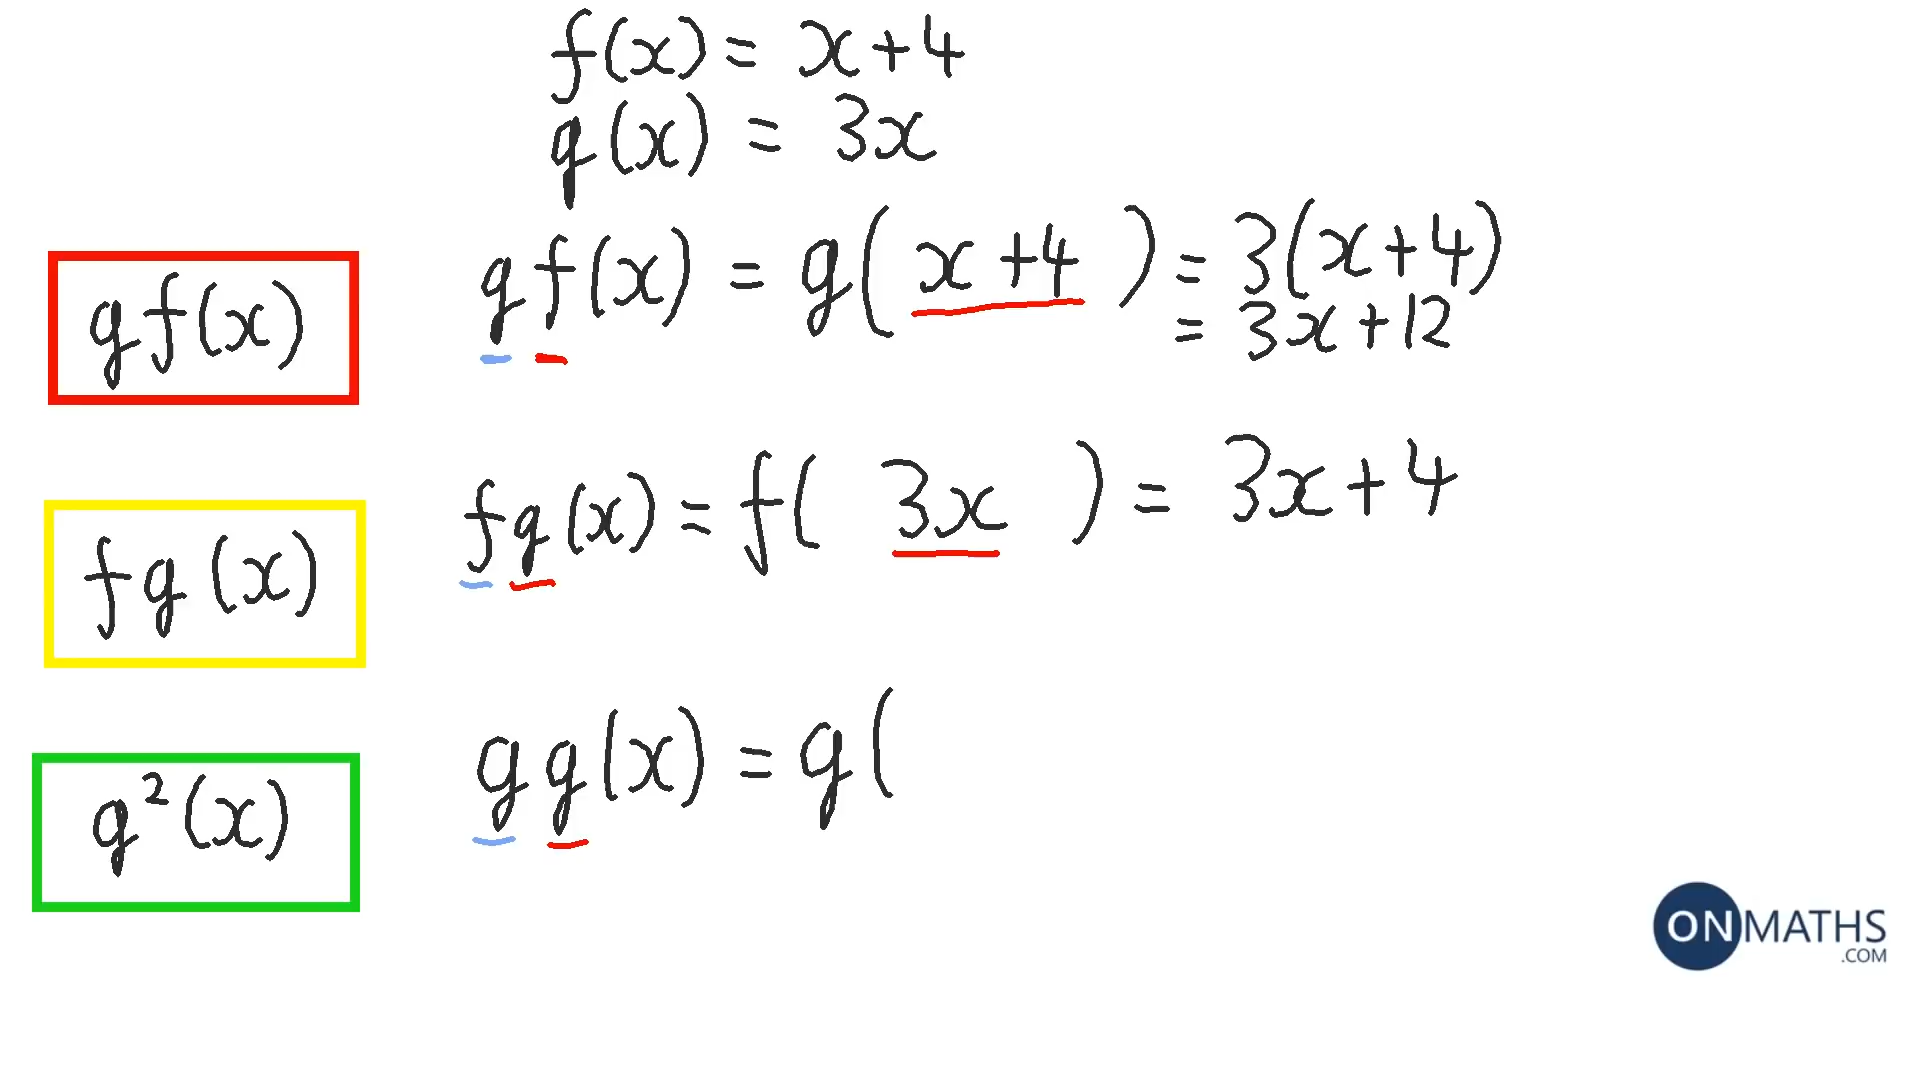 f(x) = x+4
g(x) = 3x
gf(x)
gf(x) = g( x+4 ) = 3(x+4)
= 3x+12
fg(x)
fg(x) = f( 3x ) = 3x+4
g²(x)
gg(x) = g(
ONMATHS
.COM